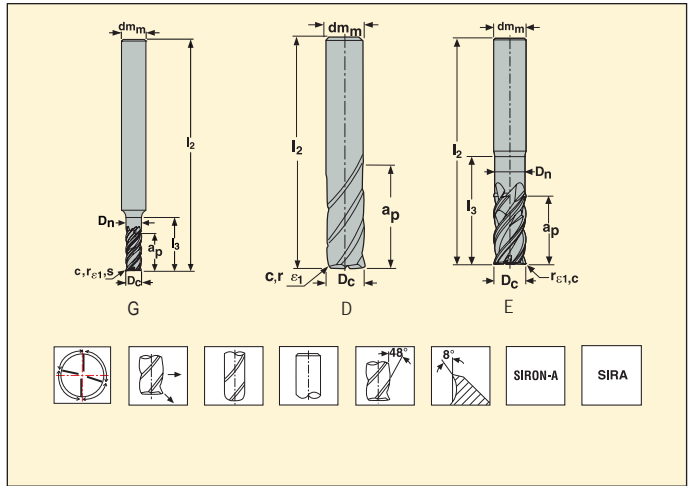 dmm
l2
Dn
l3
ap
c,rε1,s
Dc
G
dmm
l2
ap
c,r ε1
Dc
D
dmm
l2
Dn
l3
ap
Dc
rε1,c
E
48°
8°
SIRON-A
SIRA